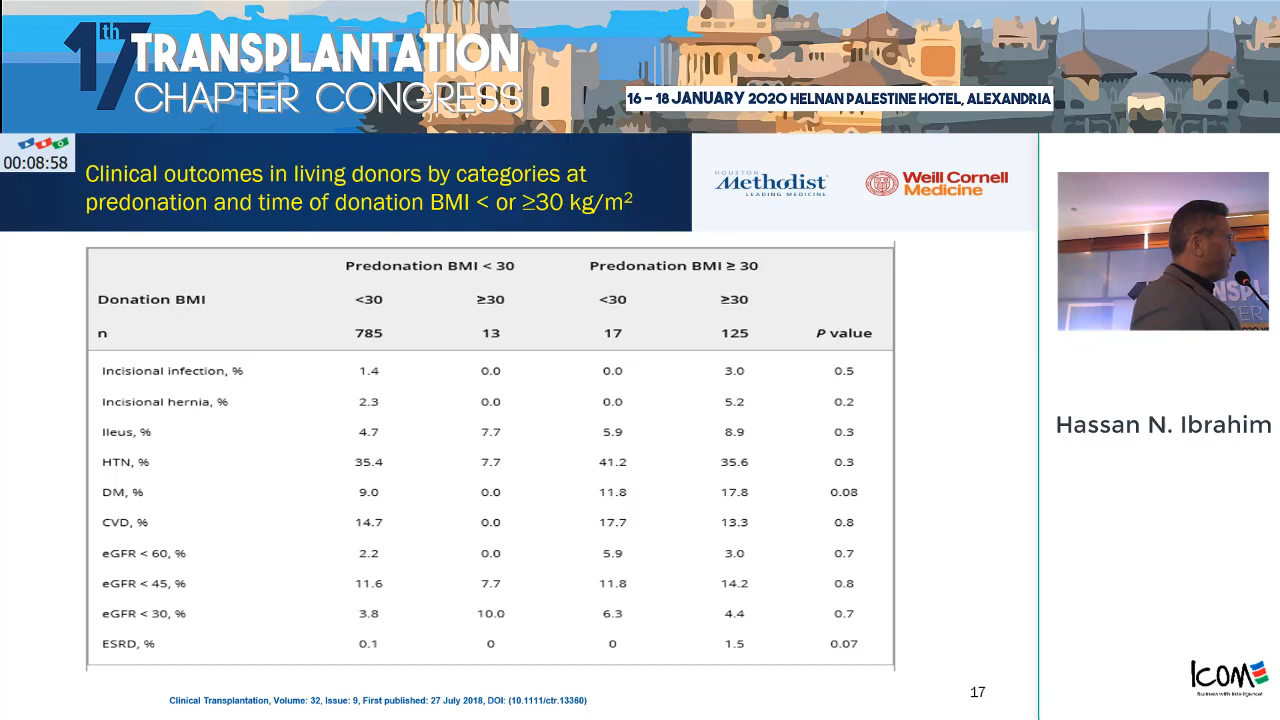 17th TRANSPLANTATION
CHAPTER CONGRESS
16 – 18 JANUARY 2020 HELNAN PALESTINE HOTEL, ALEXANDRIA
00:08:58
Clinical outcomes in living donors by categories at
predonation and time of donation BMI < or ≥30 kg/m²
HOUSTON
Methodist
LEADING MEDICINE
Weill Cornell
Medicine
Predonation BMI < 30 Predonation BMI ≥ 30
Donation BMI <30 ≥30 <30 ≥30
n 785 13 17 125 P value
Incisional infection, % 1.4 0.0 0.0 3.0 0.5
Incisional hernia, % 2.3 0.0 0.0 5.2 0.2
Ileus, % 4.7 7.7 5.9 8.9 0.3
HTN, % 35.4 7.7 41.2 35.6 0.3
DM, % 9.0 0.0 11.8 17.8 0.08
CVD, % 14.7 0.0 17.7 13.3 0.8
eGFR < 60, % 2.2 0.0 5.9 3.0 0.7
eGFR < 45, % 11.6 7.7 11.8 14.2 0.8
eGFR < 30, % 3.8 10.0 6.3 4.4 0.7
ESRD, % 0.1 0 0 1.5 0.07
Clinical Transplantation, Volume: 32, Issue: 9, First published: 27 July 2018, DOI: (10.1111/ctr.13360)
17
Hassan N. Ibrahim
ICOM
Business with Intelligence!